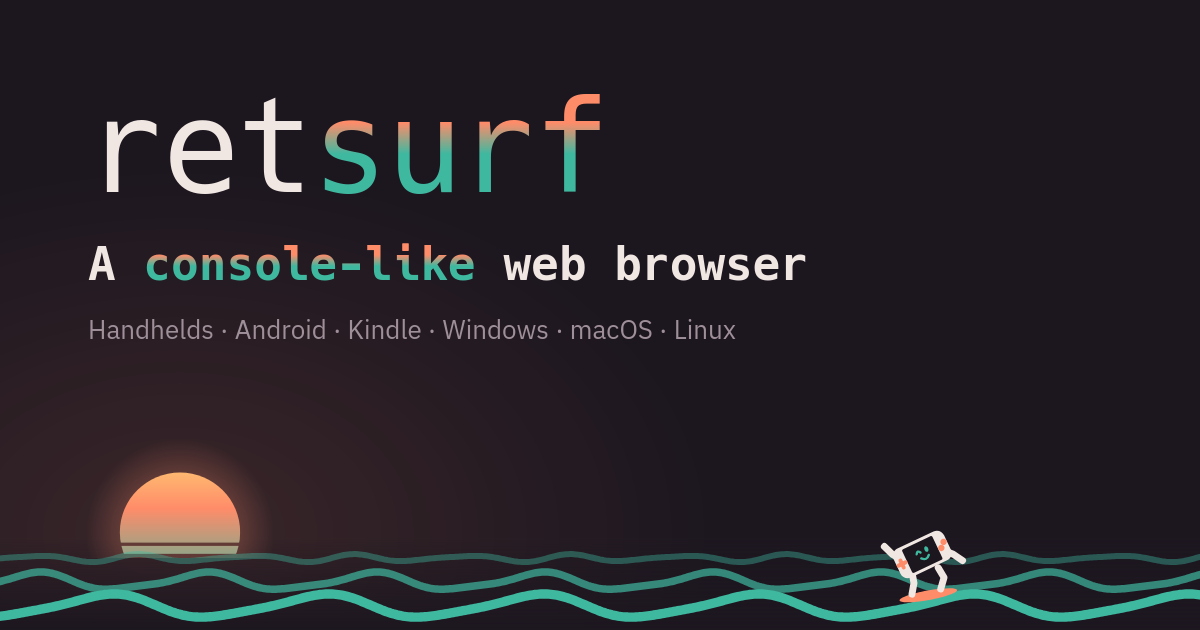 retsurf
A console-like web browser
Handhelds · Android · Kindle · Windows · macOS · Linux